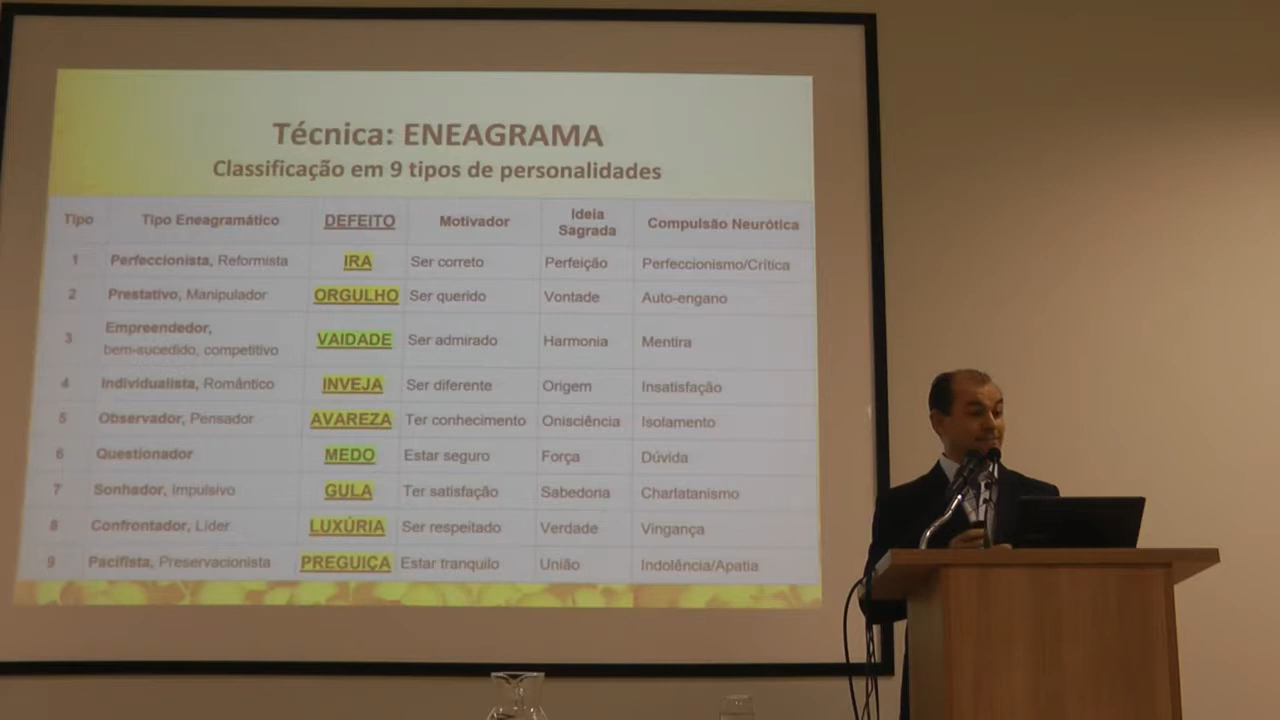 Técnica: ENEAGRAMA
Classificação em 9 tipos de personalidades
Tipo Tipo Eneagramático DEFEITO Motivador Ideia Sagrada Compulsão Neurótica
1 Perfeccionista, Reformista IRA Ser correto Perfeição Perfeccionismo/Crítica
2 Prestativo, Manipulador ORGULHO Ser querido Vontade Auto-engano
3 Empreendedor, bem-sucedido, competitivo VAIDADE Ser admirado Harmonia Mentira
4 Individualista, Romântico INVEJA Ser diferente Origem Insatisfação
5 Observador, Pensador AVAREZA Ter conhecimento Onisciência Isolamento
6 Questionador MEDO Estar seguro Força Dúvida
7 Sonhador, Impulsivo GULA Ter satisfação Sabedoria Charlatanismo
8 Confrontador, Líder LUXÚRIA Ser respeitado Verdade Vingança
9 Pacifista, Preservacionista PREGUIÇA Estar tranquilo União Indolência/Apatia